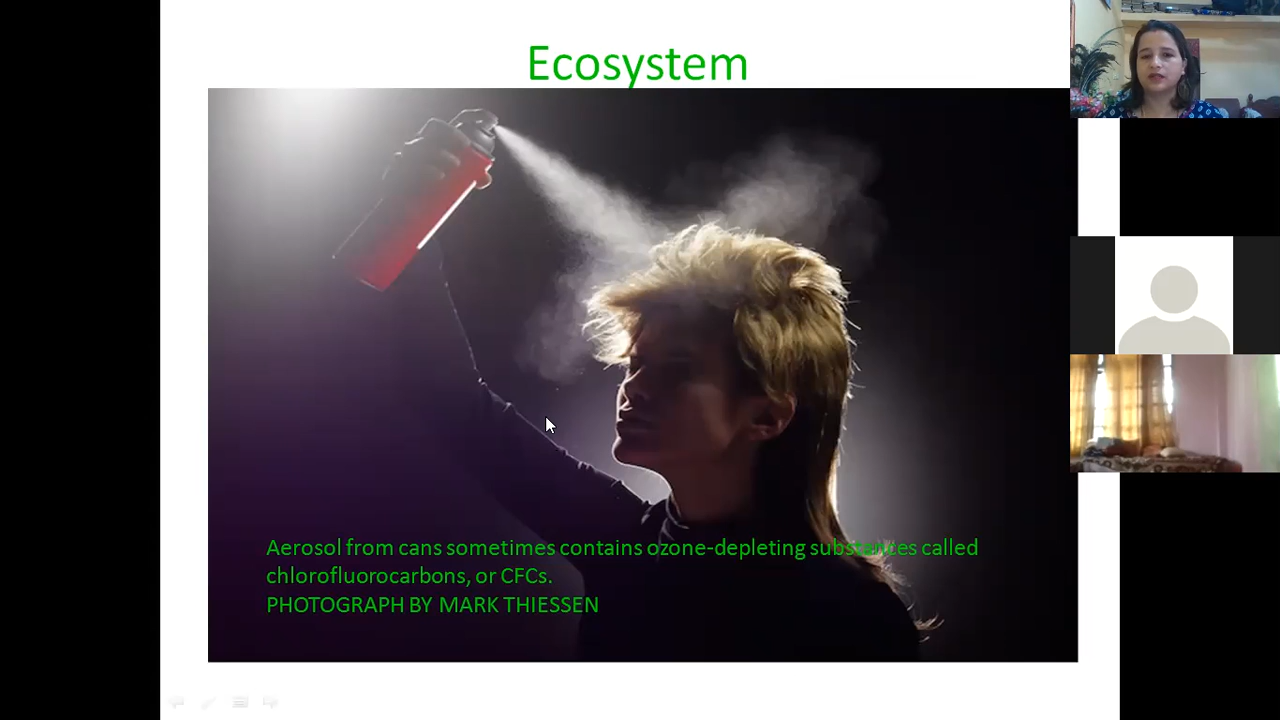 Ecosystem
Aerosol from cans sometimes contains ozone-depleting substances called
chlorofluorocarbons, or CFCs.
PHOTOGRAPH BY MARK THIESSEN